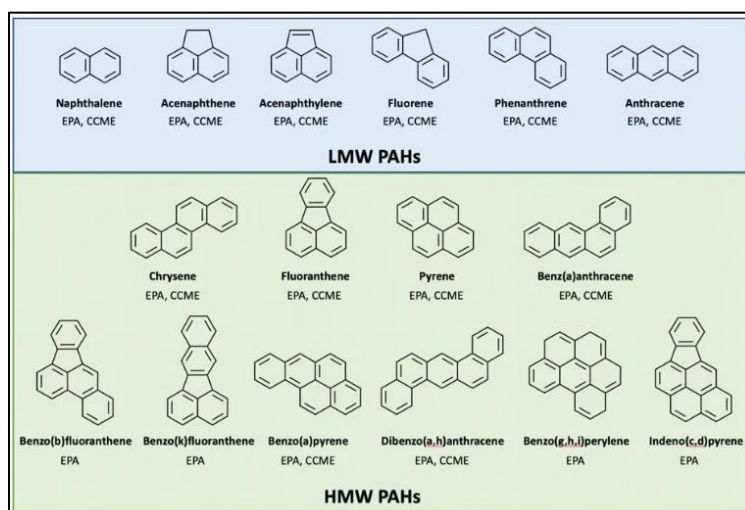 Naphthalene Acenaphthene Acenaphthylene Fluorene Phenanthrene Anthracene
EPA, CCME EPA, CCME EPA, CCME EPA, CCME EPA, CCME EPA, CCME
LMW PAHs
Chrysene Fluoranthene Pyrene Benz(a)anthracene
EPA, CCME EPA, CCME EPA, CCME EPA, CCME
Benzo(b)fluoranthene Benzo(k)fluoranthene Benzo(a)pyrene Dibenzo(a,h)anthracene Benzo(g,h,i)perylene Indeno(c,d)pyrene
EPA EPA EPA, CCME EPA, CCME EPA EPA
HMW PAHs